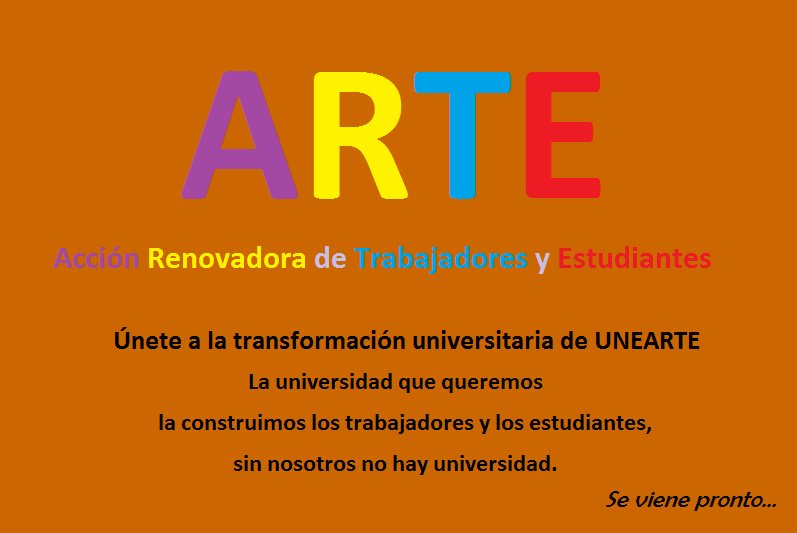 ARTE
Acción Renovadora de Trabajadores y Estudiantes
Únete a la transformación universitaria de UNEARTE
La universidad que queremos
la construimos los trabajadores y los estudiantes,
sin nosotros no hay universidad.
Se viene pronto...